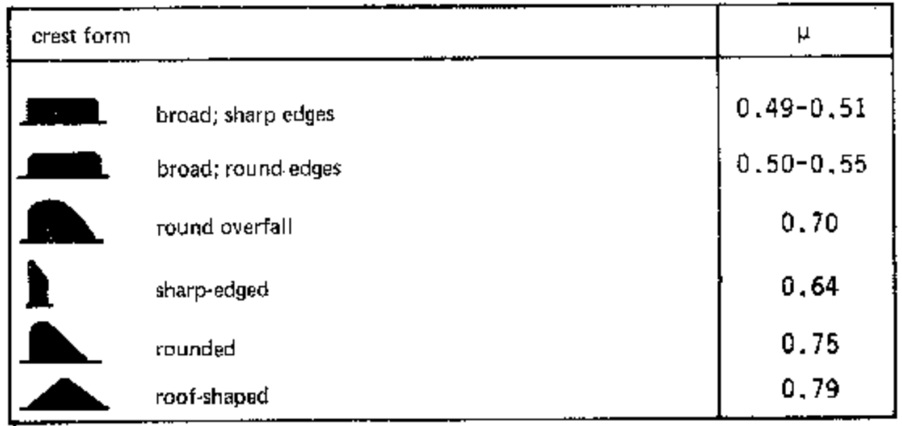 crest form μ
broad; sharp edges 0.49-0.51
broad; round edges 0.50-0.55
round overfall 0.70
sharp-edged 0.64
rounded 0.75
roof-shaped 0.79